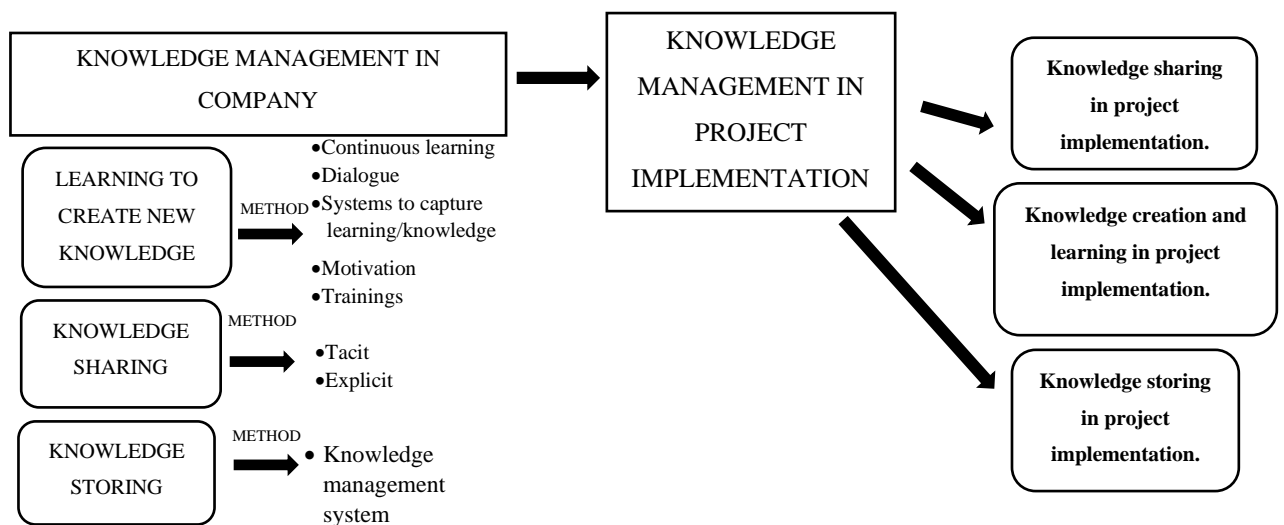 KNOWLEDGE MANAGEMENT IN
COMPANY
LEARNING TO
CREATE NEW
KNOWLEDGE
METHOD
•Continuous learning
•Dialogue
•Systems to capture
learning/knowledge
•Motivation
•Trainings
KNOWLEDGE
SHARING
METHOD
•Tacit
•Explicit
KNOWLEDGE
STORING
METHOD
• Knowledge
management
system
KNOWLEDGE
MANAGEMENT IN
PROJECT
IMPLEMENTATION
Knowledge sharing
in project
implementation.
Knowledge creation and
learning in project
implementation.
Knowledge storing
in project
implementation.